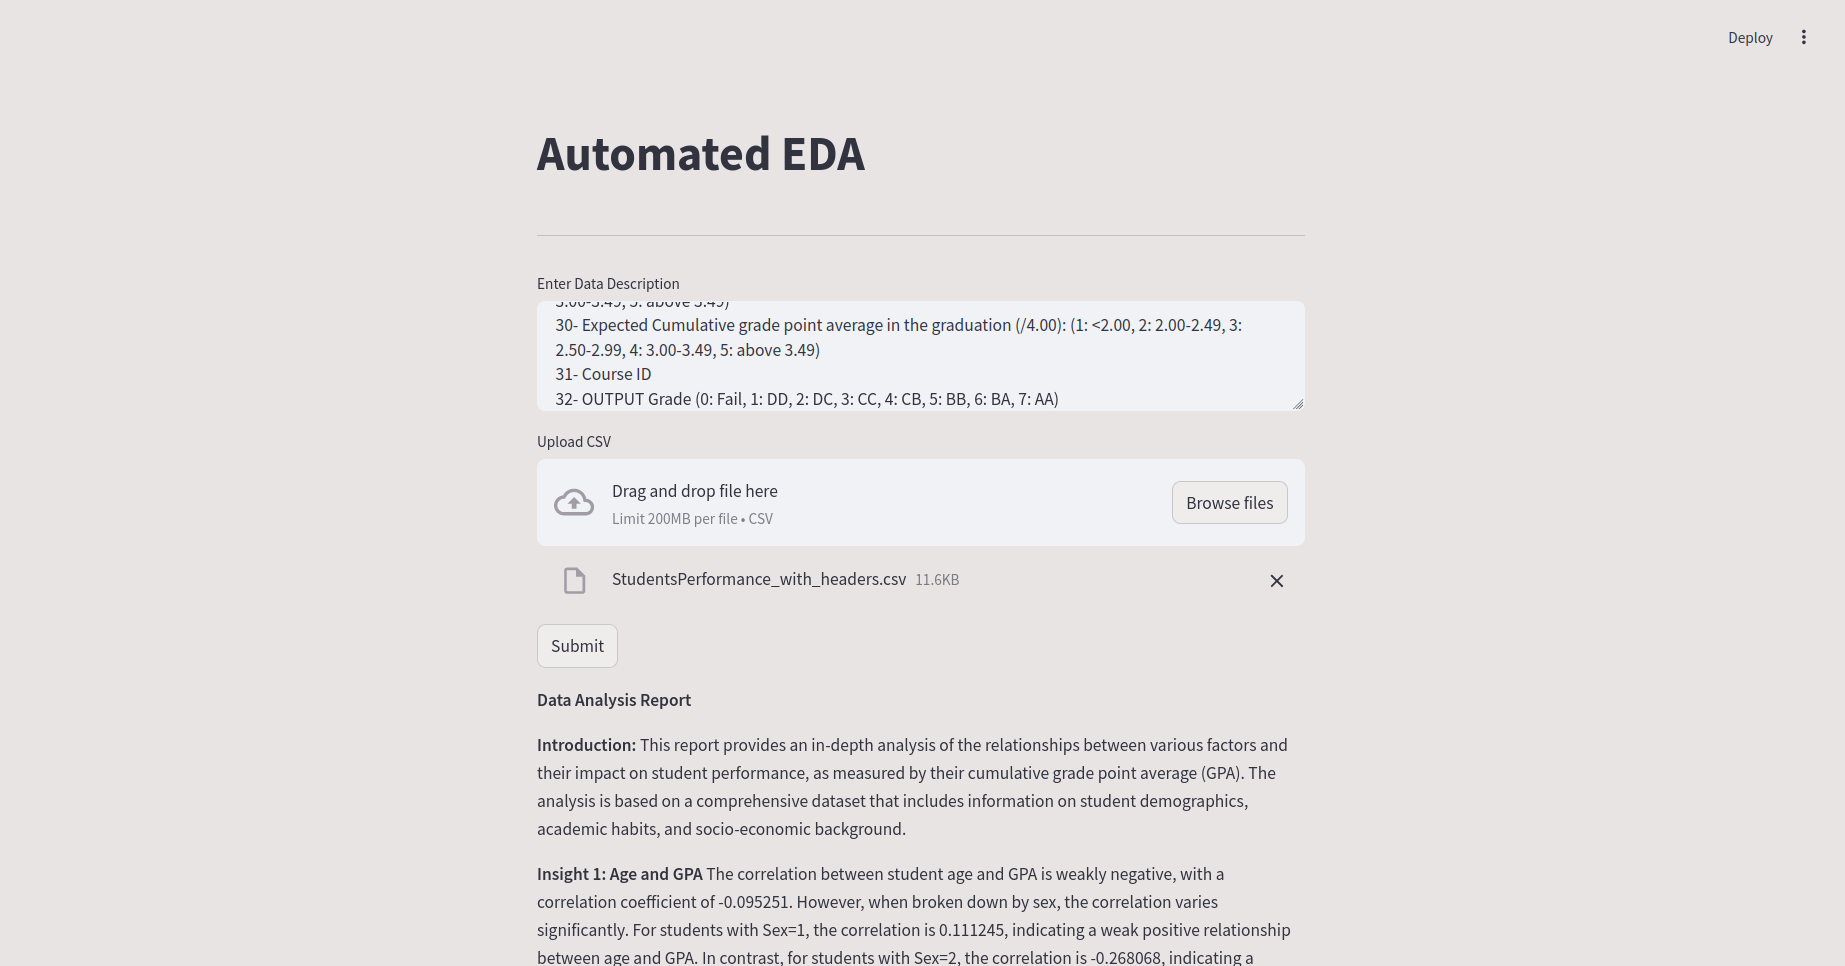 Deploy
Automated EDA
Enter Data Description
3.00-3.49, 5: above 3.49)
30- Expected Cumulative grade point average in the graduation (/4.00): (1: <2.00, 2: 2.00-2.49, 3:
2.50-2.99, 4: 3.00-3.49, 5: above 3.49)
31- Course ID
32- OUTPUT Grade (0: Fail, 1: DD, 2: DC, 3: CC, 4: CB, 5: BB, 6: BA, 7: AA)
Upload CSV
Drag and drop file here
Limit 200MB per file • CSV
Browse files
StudentsPerformance_with_headers.csv 11.6KB
Submit
Data Analysis Report
Introduction: This report provides an in-depth analysis of the relationships between various factors and
their impact on student performance, as measured by their cumulative grade point average (GPA). The
analysis is based on a comprehensive dataset that includes information on student demographics,
academic habits, and socio-economic background.
Insight 1: Age and GPA The correlation between student age and GPA is weakly negative, with a
correlation coefficient of -0.095251. However, when broken down by sex, the correlation varies
significantly. For students with Sex=1, the correlation is 0.111245, indicating a weak positive relationship
between age and GPA. In contrast, for students with Sex=2, the correlation is -0.268068, indicating a